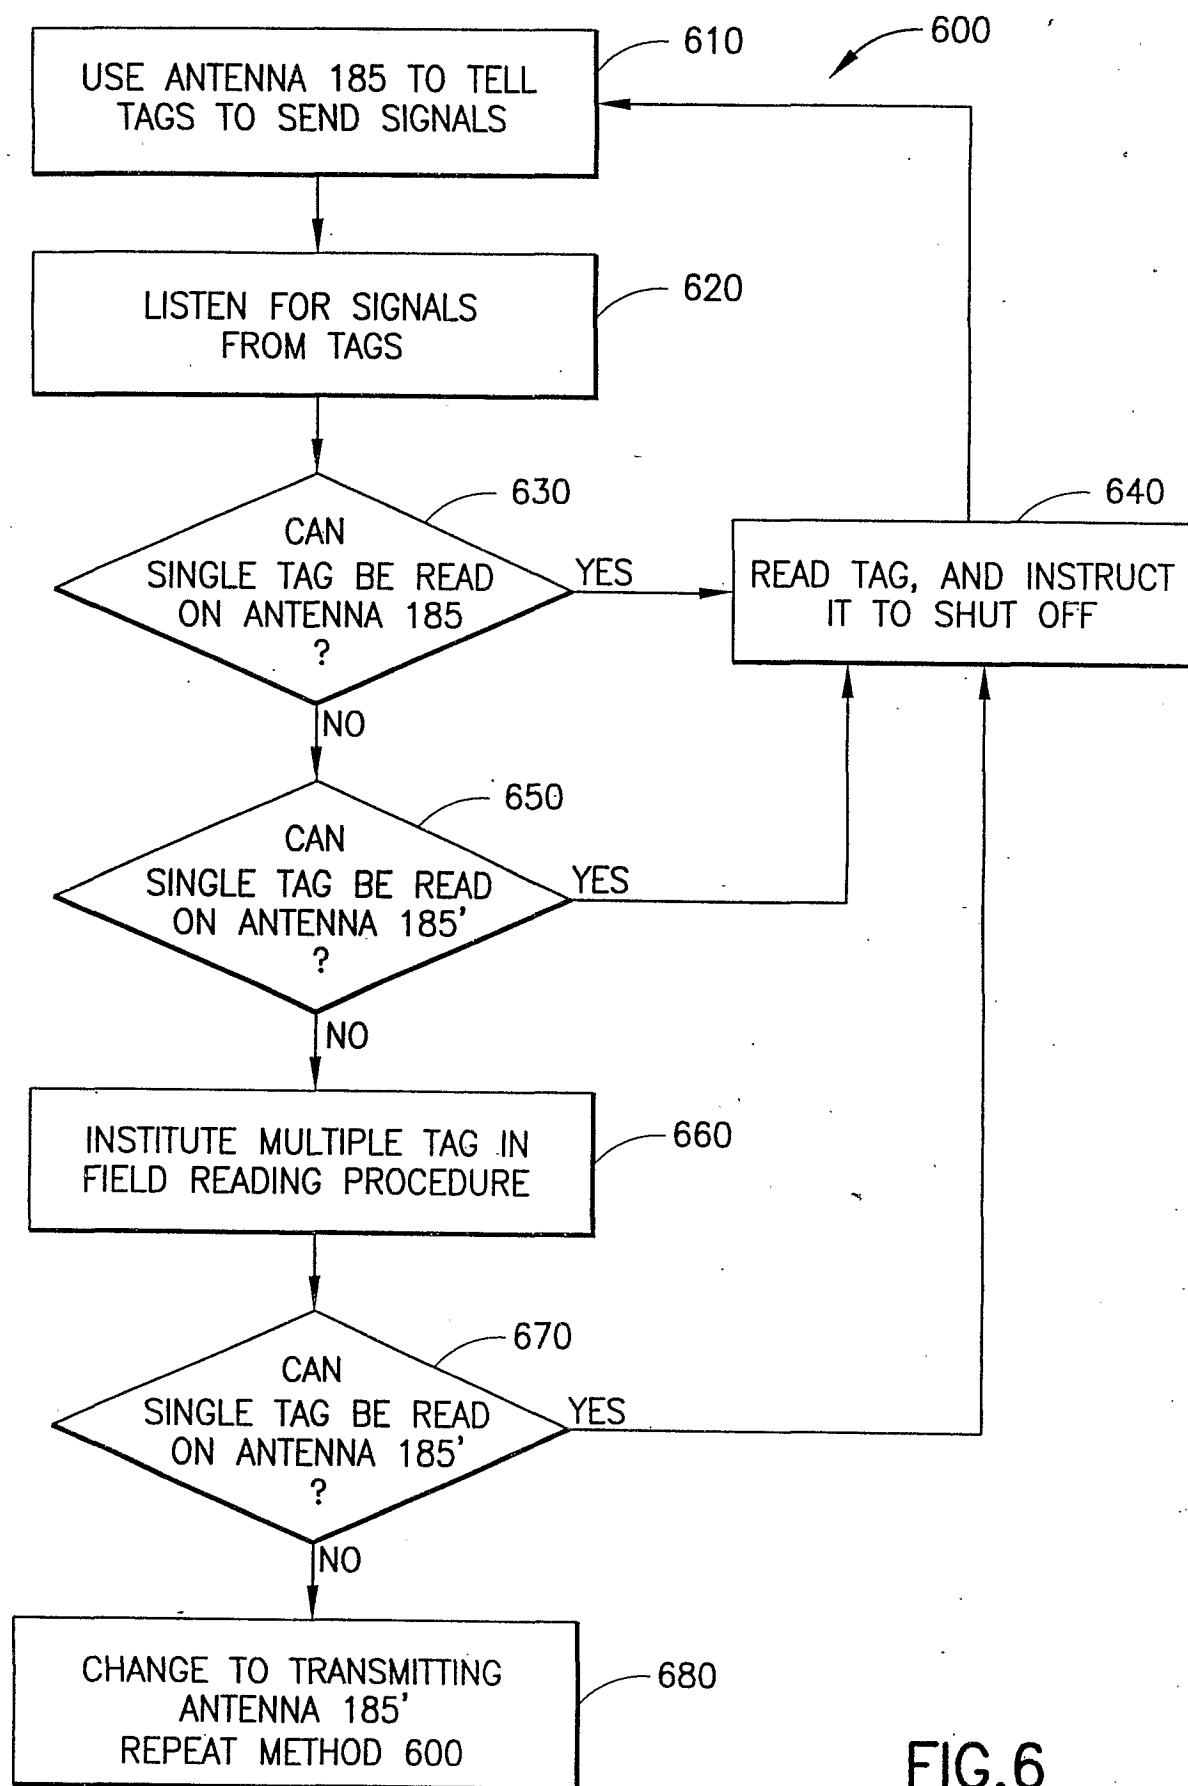 600
610
USE ANTENNA 185 TO TELL
TAGS TO SEND SIGNALS
620
LISTEN FOR SIGNALS
FROM TAGS
630
CAN
SINGLE TAG BE READ
ON ANTENNA 185
?
YES
640
READ TAG, AND INSTRUCT
IT TO SHUT OFF
NO
650
CAN
SINGLE TAG BE READ
ON ANTENNA 185'
?
YES
NO
660
INSTITUTE MULTIPLE TAG IN
FIELD READING PROCEDURE
670
CAN
SINGLE TAG BE READ
ON ANTENNA 185'
?
YES
NO
680
CHANGE TO TRANSMITTING
ANTENNA 185'
REPEAT METHOD 600
FIG.6